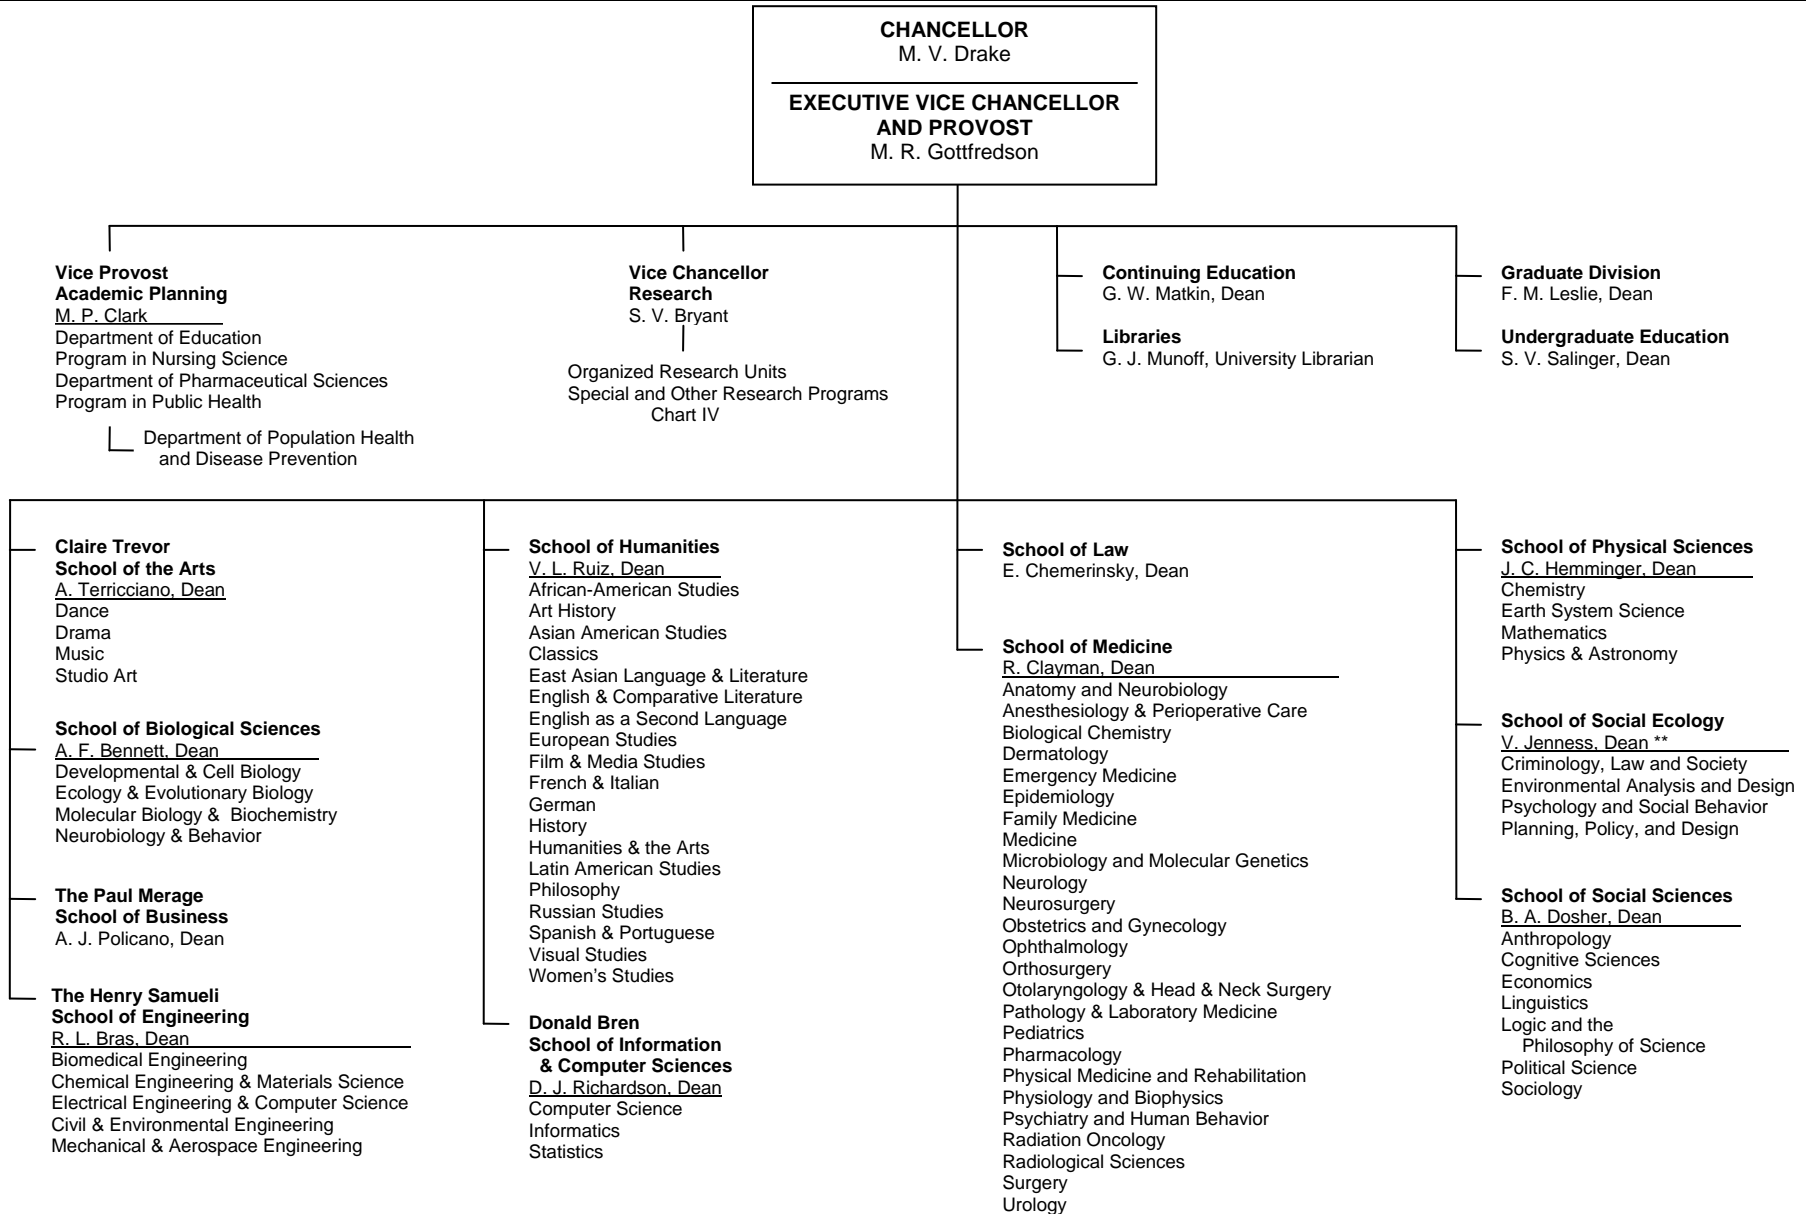 CHANCELLOR
M. V. Drake
EXECUTIVE VICE CHANCELLOR
AND PROVOST
M. R. Gottfredson
Vice Provost
Academic Planning
M. P. Clark
Department of Education
Program in Nursing Science
Department of Pharmaceutical Sciences
Program in Public Health
Department of Population Health
and Disease Prevention
Vice Chancellor
Research
S. V. Bryant
Organized Research Units
Special and Other Research Programs
Chart IV
Continuing Education
G. W. Matkin, Dean
Libraries
G. J. Munoff, University Librarian
Graduate Division
F. M. Leslie, Dean
Undergraduate Education
S. V. Salinger, Dean
Claire Trevor
School of the Arts
A. Terricciano, Dean
Dance
Drama
Music
Studio Art
School of Biological Sciences
A. F. Bennett, Dean
Developmental & Cell Biology
Ecology & Evolutionary Biology
Molecular Biology & Biochemistry
Neurobiology & Behavior
The Paul Merage
School of Business
A. J. Policano, Dean
The Henry Samueli
School of Engineering
R. L. Bras, Dean
Biomedical Engineering
Chemical Engineering & Materials Science
Electrical Engineering & Computer Science
Civil & Environmental Engineering
Mechanical & Aerospace Engineering
School of Humanities
V. L. Ruiz, Dean
African-American Studies
Art History
Asian American Studies
Classics
East Asian Language & Literature
English & Comparative Literature
English as a Second Language
European Studies
Film & Media Studies
French & Italian
German
History
Humanities & the Arts
Latin American Studies
Philosophy
Russian Studies
Spanish & Portuguese
Visual Studies
Women’s Studies
Donald Bren
School of Information
& Computer Sciences
D. J. Richardson, Dean
Computer Science
Informatics
Statistics
School of Law
E. Chemerinsky, Dean
School of Medicine
R. Clayman, Dean
Anatomy and Neurobiology
Anesthesiology & Perioperative Care
Biological Chemistry
Dermatology
Emergency Medicine
Epidemiology
Family Medicine
Medicine
Microbiology and Molecular Genetics
Neurology
Neurosurgery
Obstetrics and Gynecology
Ophthalmology
Orthosurgery
Otolaryngology & Head & Neck Surgery
Pathology & Laboratory Medicine
Pediatrics
Pharmacology
Physical Medicine and Rehabilitation
Physiology and Biophysics
Psychiatry and Human Behavior
Radiation Oncology
Radiological Sciences
Surgery
Urology
School of Physical Sciences
J. C. Hemminger, Dean
Chemistry
Earth System Science
Mathematics
Physics & Astronomy
School of Social Ecology
V. Jenness, Dean **
Criminology, Law and Society
Environmental Analysis and Design
Psychology and Social Behavior
Planning, Policy, and Design
School of Social Sciences
B. A. Dosher, Dean
Anthropology
Cognitive Sciences
Economics
Linguistics
Logic and the
Philosophy of Science
Political Science
Sociology